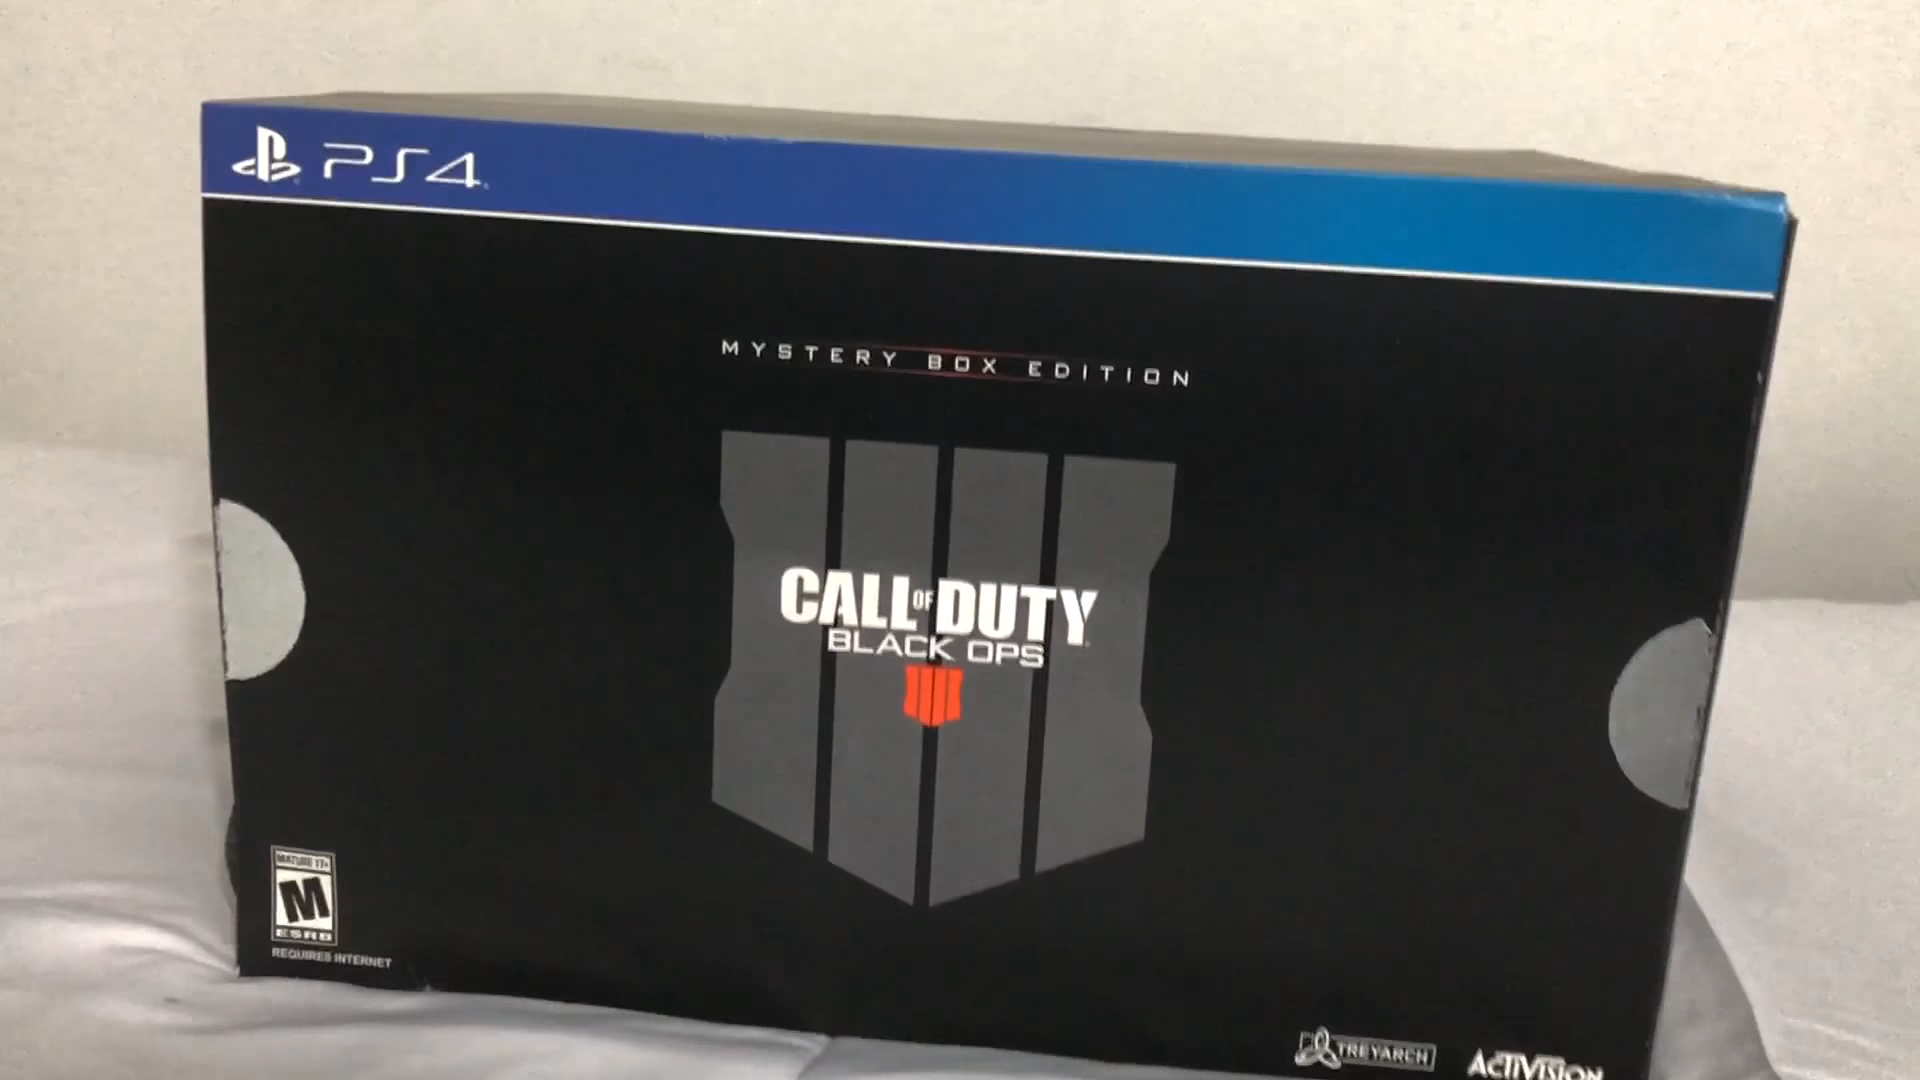 PS4
MYSTERY BOX EDITION
CALL OF DUTY
BLACK OPS
MATURE 17+
M
ESRB
REQUIRES INTERNET
TREYARCH
ACTIVISION